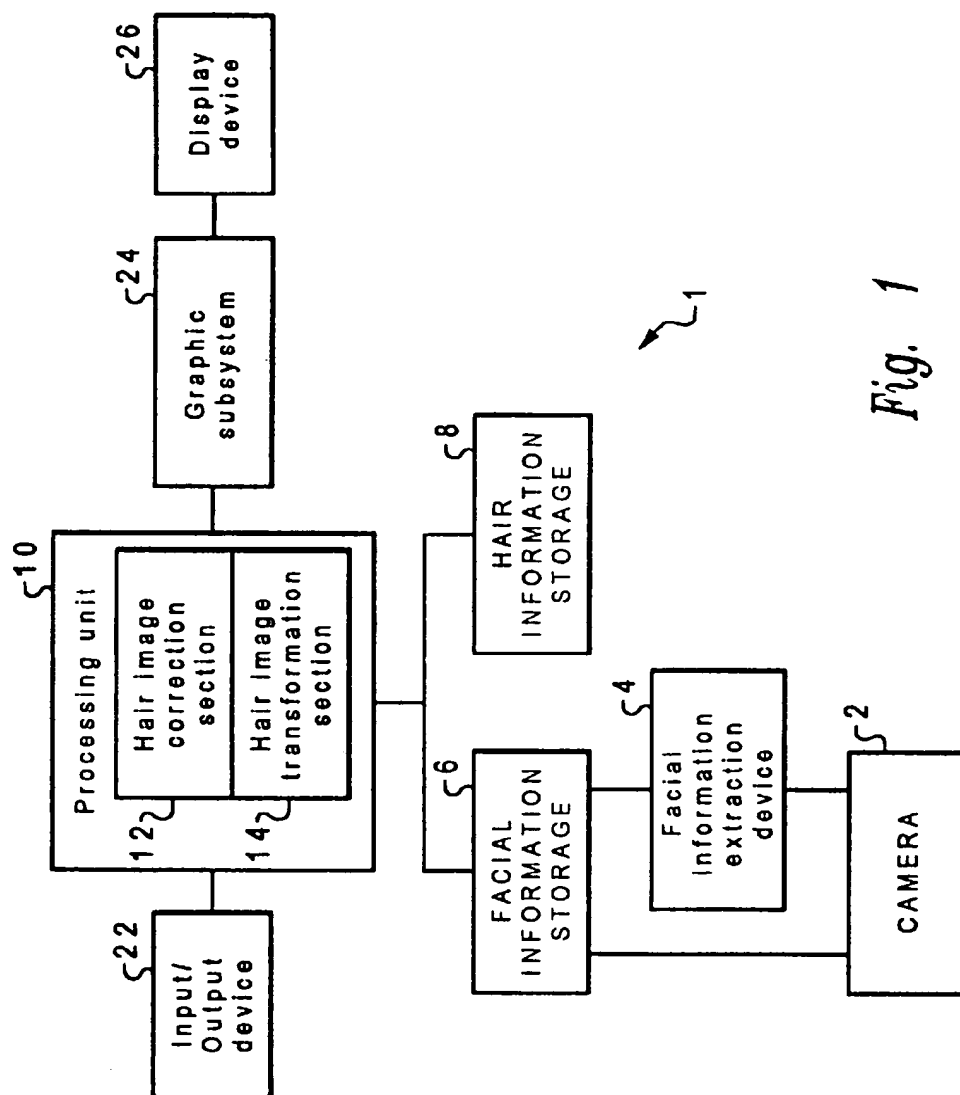 22
Input/
Output
device
10
Processing unit
12
Hair image
correction
section
14
Hair image
transformation
section
24
Graphic
subsystem
26
Display
device
6
FACIAL
INFORMATION
STORAGE
8
HAIR
INFORMATION
STORAGE
4
Facial
information
extraction
device
2
CAMERA
1
Fig. 1